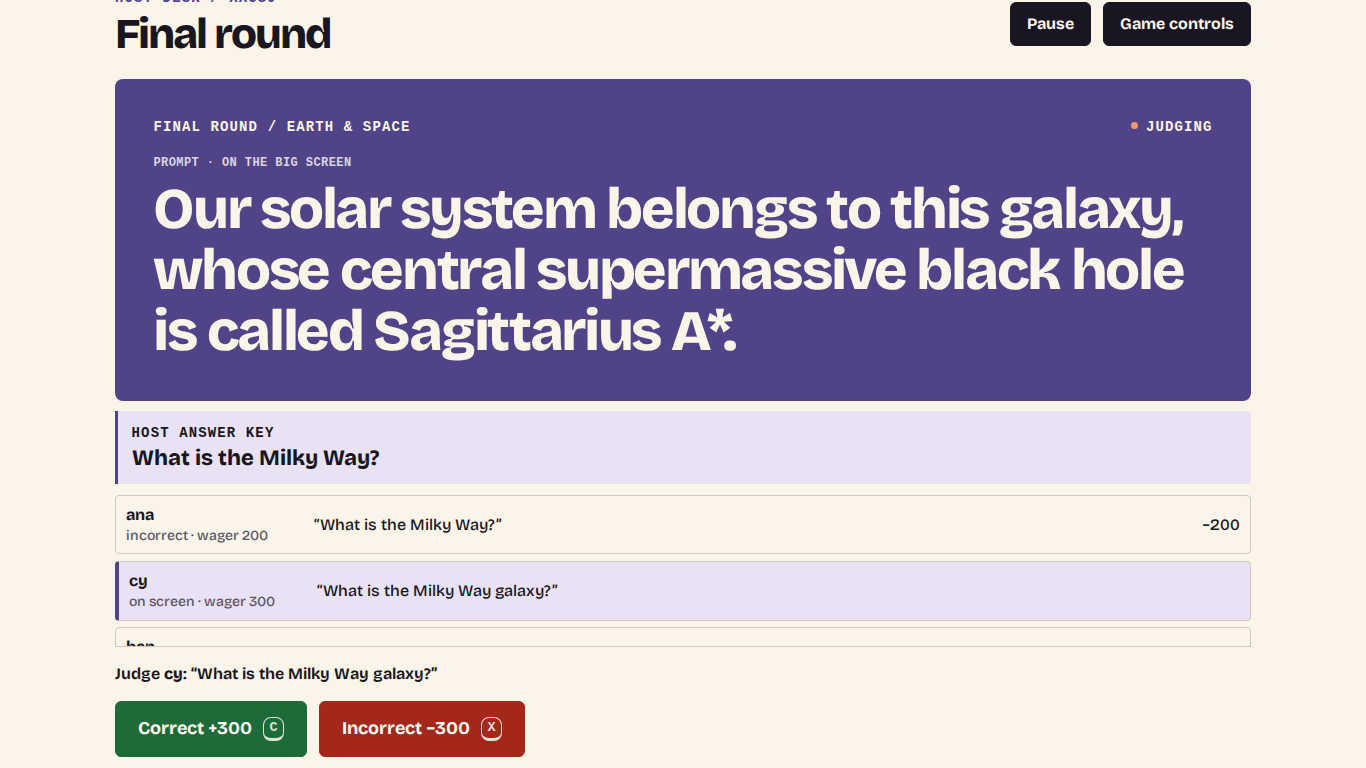 Final round
Pause
Game controls
FINAL ROUND / EARTH & SPACE
JUDGING
PROMPT · ON THE BIG SCREEN
Our solar system belongs to this galaxy,
whose central supermassive black hole
is called Sagittarius A*.
HOST ANSWER KEY
What is the Milky Way?
ana
incorrect · wager 200
“What is the Milky Way?”
−200
cy
on screen · wager 300
“What is the Milky Way galaxy?”
Judge cy: “What is the Milky Way galaxy?”
Correct +300 C
Incorrect −300 X